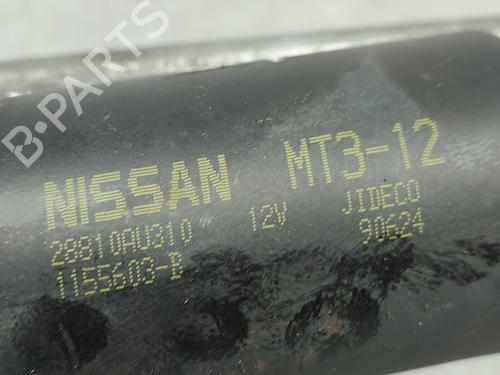 B-PARTS
NISSAN MT3-12
28810AU310 12V JIDECO
1155603-B 90624